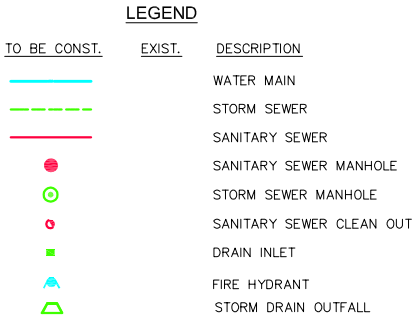 LEGEND
TO BE CONST. EXIST. DESCRIPTION
WATER MAIN
STORM SEWER
SANITARY SEWER
SANITARY SEWER MANHOLE
STORM SEWER MANHOLE
SANITARY SEWER CLEAN OUT
DRAIN INLET
FIRE HYDRANT
STORM DRAIN OUTFALL